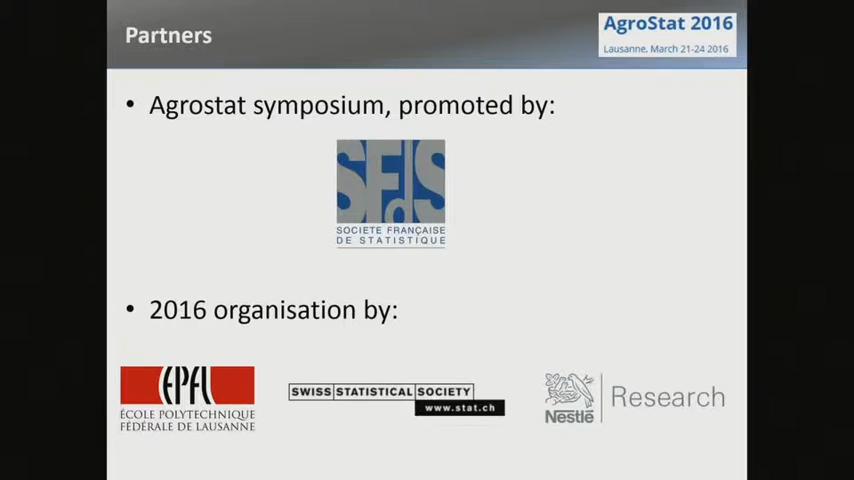 Partners
AgroStat 2016
Lausanne, March 21-24 2016
• Agrostat symposium, promoted by:
SFdS
SOCIETE FRANÇAISE
DE STATISTIQUE
• 2016 organisation by:
EPFL
ÉCOLE POLYTECHNIQUE
FÉDÉRALE DE LAUSANNE
SWISS STATISTICAL SOCIETY
www.stat.ch
Nestlé
Research